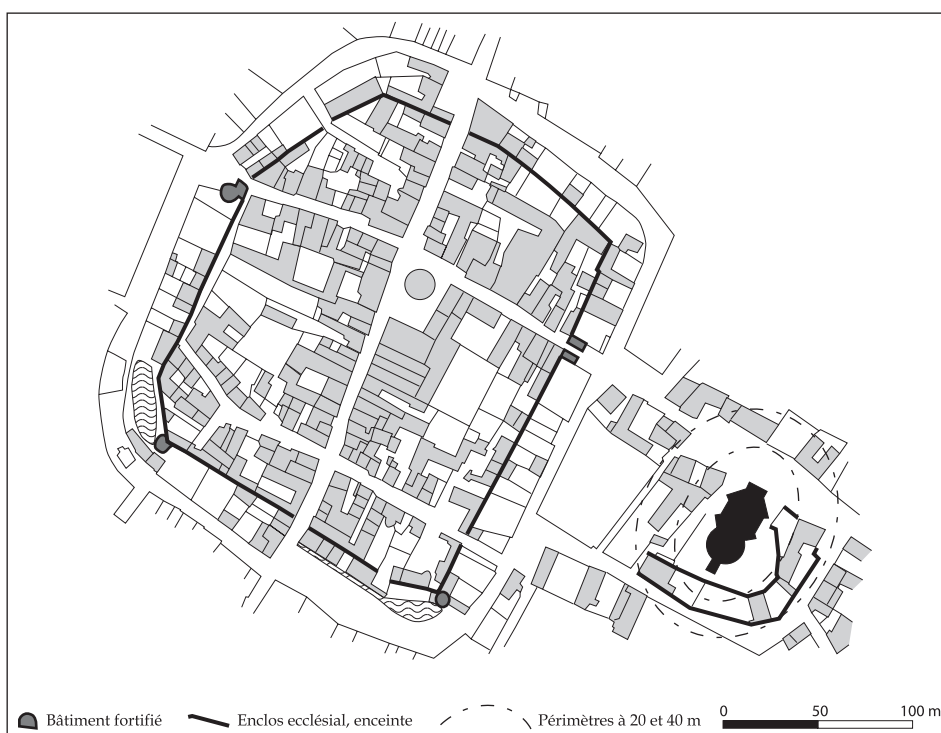 Bâtiment fortifié
Enclos ecclésial, enceinte
Périmètres à 20 et 40 m
0 50 100 m